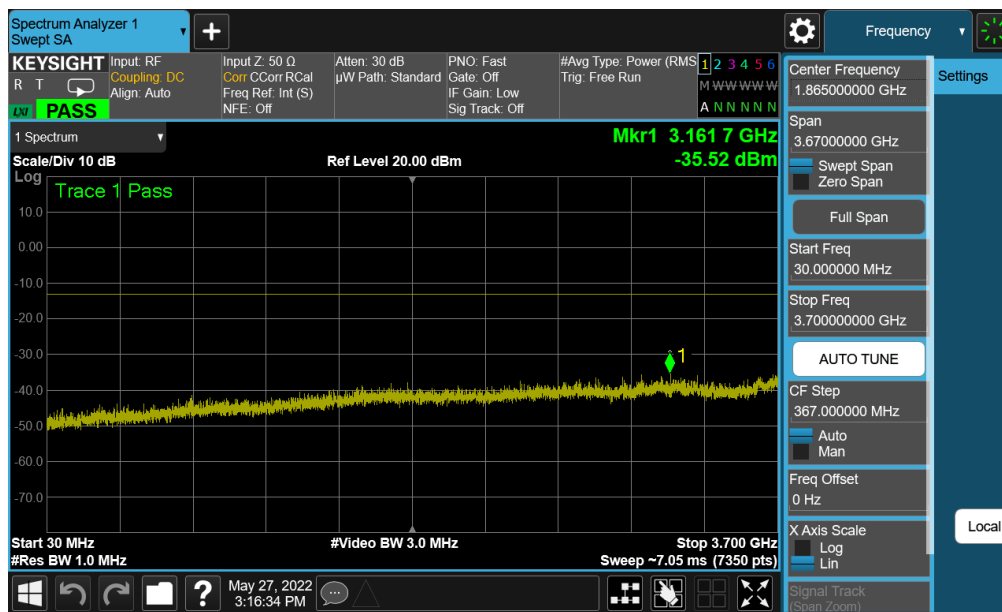 Spectrum Analyzer 1
Swept SA
Frequency
KEYSIGHT
R T
LXI PASS
Input: RF
Coupling: DC
Align: Auto
Input Z: 50 Ω
Corr CCorr RCal
Freq Ref: Int (S)
NFE: Off
Atten: 30 dB
µW Path: Standard
PNO: Fast
Gate: Off
IF Gain: Low
Sig Track: Off
#Avg Type: Power (RMS
Trig: Free Run
1 2 3 4 5 6
M W W W W W
A N N N N N
1 Spectrum
Mkr1 3.161 7 GHz
Scale/Div 10 dB
Ref Level 20.00 dBm
-35.52 dBm
Log
Trace 1 Pass
10.0
0.00
-10.0
-20.0
-30.0
-40.0
-50.0
-60.0
-70.0
1
Start 30 MHz
#Video BW 3.0 MHz
Stop 3.700 GHz
#Res BW 1.0 MHz
Sweep ~7.05 ms (7350 pts)
?
May 27, 2022
3:16:34 PM
Center Frequency
1.865000000 GHz
Span
3.67000000 GHz
Swept Span
Zero Span
Full Span
Start Freq
30.000000 MHz
Stop Freq
3.700000000 GHz
AUTO TUNE
CF Step
367.000000 MHz
Auto
Man
Freq Offset
0 Hz
X Axis Scale
Log
Lin
Signal Track
(Span Zoom)
Settings
Local